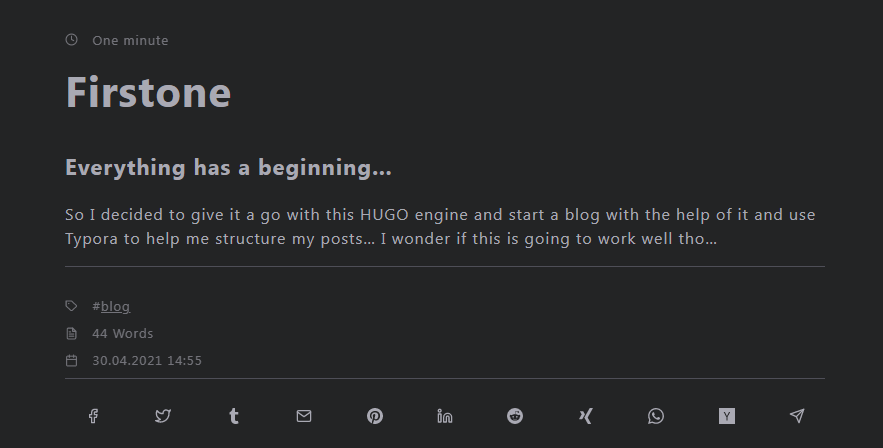 One minute
Firstone
Everything has a beginning...
So I decided to give it a go with this HUGO engine and start a blog with the help of it and use
Typora to help me structure my posts... I wonder if this is going to work well tho...
#blog
44 Words
30.04.2021 14:55